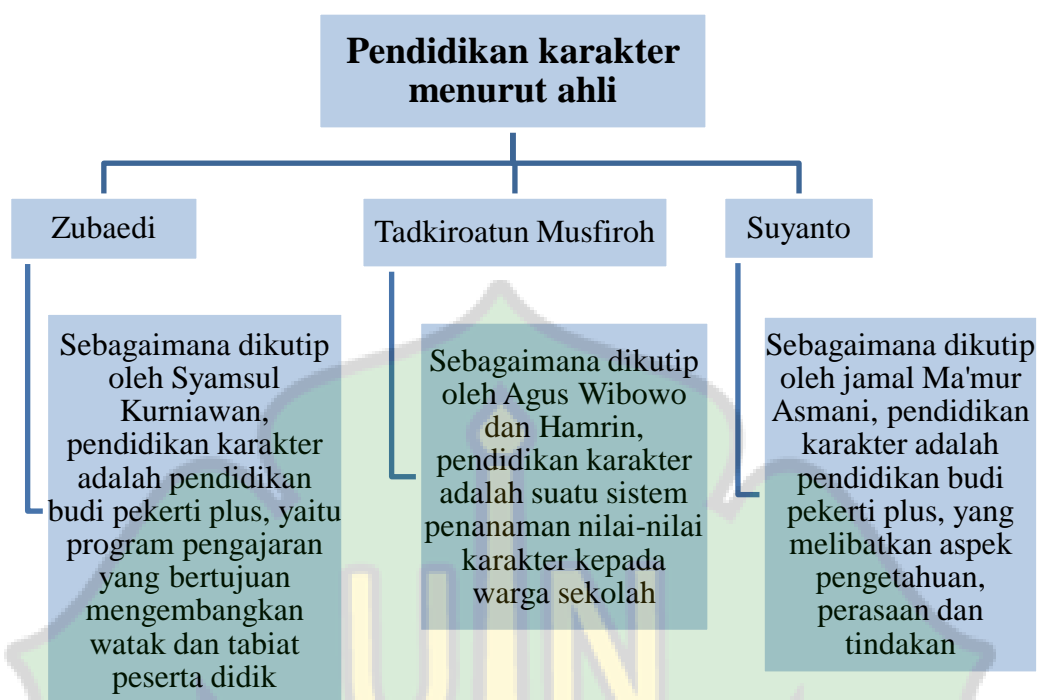 Pendidikan karakter
menurut ahli
Zubaedi
Sebagaimana dikutip
oleh Syamsul
Kurniawan,
pendidikan karakter
adalah pendidikan
budi pekerti plus, yaitu
program pengajaran
yang bertujuan
mengembangkan
watak dan tabiat
peserta didik
Tadkiroatun Musfiroh
Sebagaimana dikutip
oleh Agus Wibowo
dan Hamrin,
pendidikan karakter
adalah suatu sistem
penanaman nilai-nilai
karakter kepada
warga sekolah
Suyanto
Sebagaimana dikutip
oleh jamal Ma'mur
Asmani, pendidikan
karakter adalah
pendidikan budi
pekerti plus, yang
melibatkan aspek
pengetahuan,
perasaan dan
tindakan
UIN